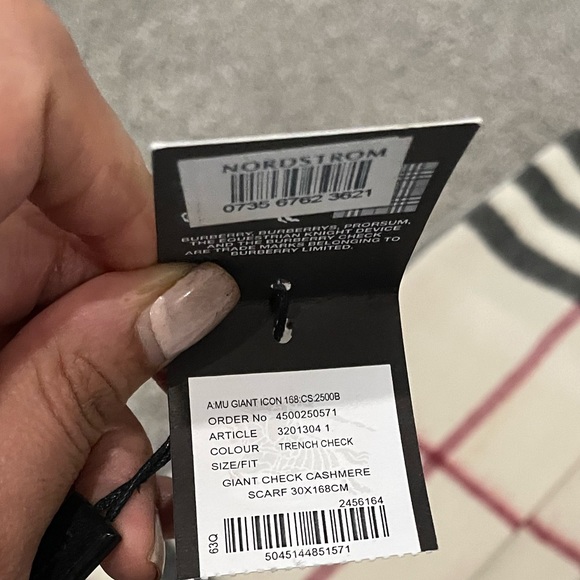 NORDSTROM
0735 6762 3621
BURBERRY, BURBERRYS, PRORSUM,
THE EQUESTRIAN KNIGHT DEVICE
AND THE BURBERRY CHECK
ARE TRADE MARKS BELONGING TO
BURBERRY LIMITED.
A:MU GIANT ICON 168:CS:2500B
ORDER No 4500250571
ARTICLE 3201304 1
COLOUR TRENCH CHECK
SIZE/FIT
GIANT CHECK CASHMERE
SCARF 30X168CM
2456164
63Q
5045144851571